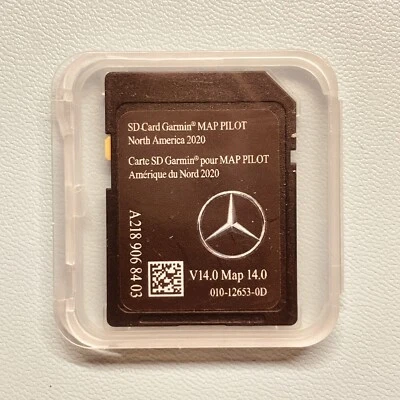 SD-Card Garmin® MAP PILOT
North America 2020
Carte SD Garmin® pour MAP PILOT
Amérique du Nord 2020
A218 906 84 03
V14.0 Map 14.0
010-12653-0D